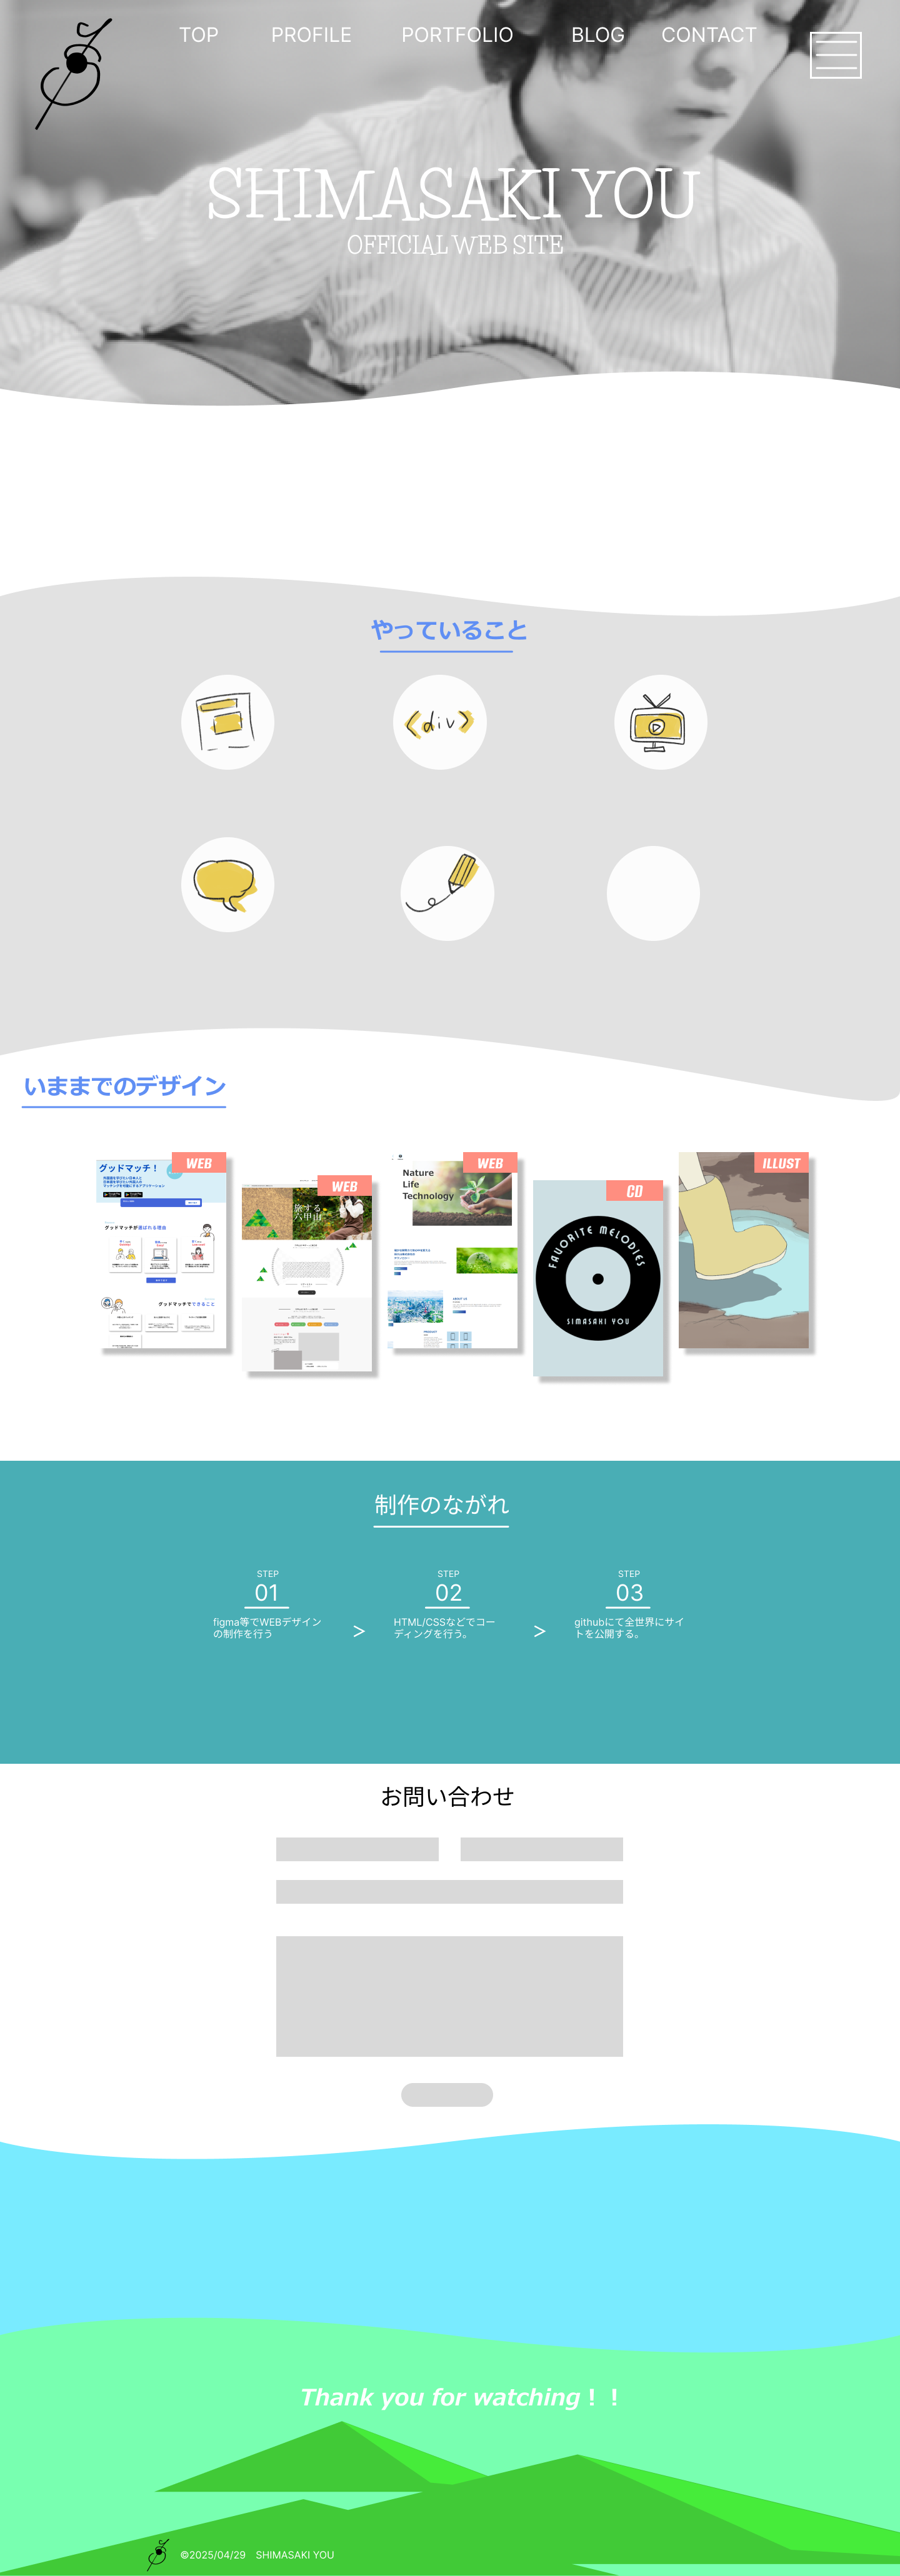 TOP PROFILE PORTFOLIO BLOG CONTACT
SHIMASAKI YOU
OFFICIAL WEB SITE
やっていること
<div>
いままでのデザイン
WEB
グッドマッチ！
グッドマッチが選ばれる理由
グッドマッチでできること
WEB
旅する
六甲山
WEB
Nature
Life
Technology
ABOUT US
PRODUCT
CD
FAVORITE MELODIES
SIMASAKI YOU
ILLUST
制作のながれ
STEP
01
figma等でWEBデザイン
の制作を行う
>
STEP
02
HTML/CSSなどでコー
ディングを行う。
>
STEP
03
githubにて全世界にサイ
トを公開する。
お問い合わせ
Thank you for watching！！
©2025/04/29　SHIMASAKI YOU